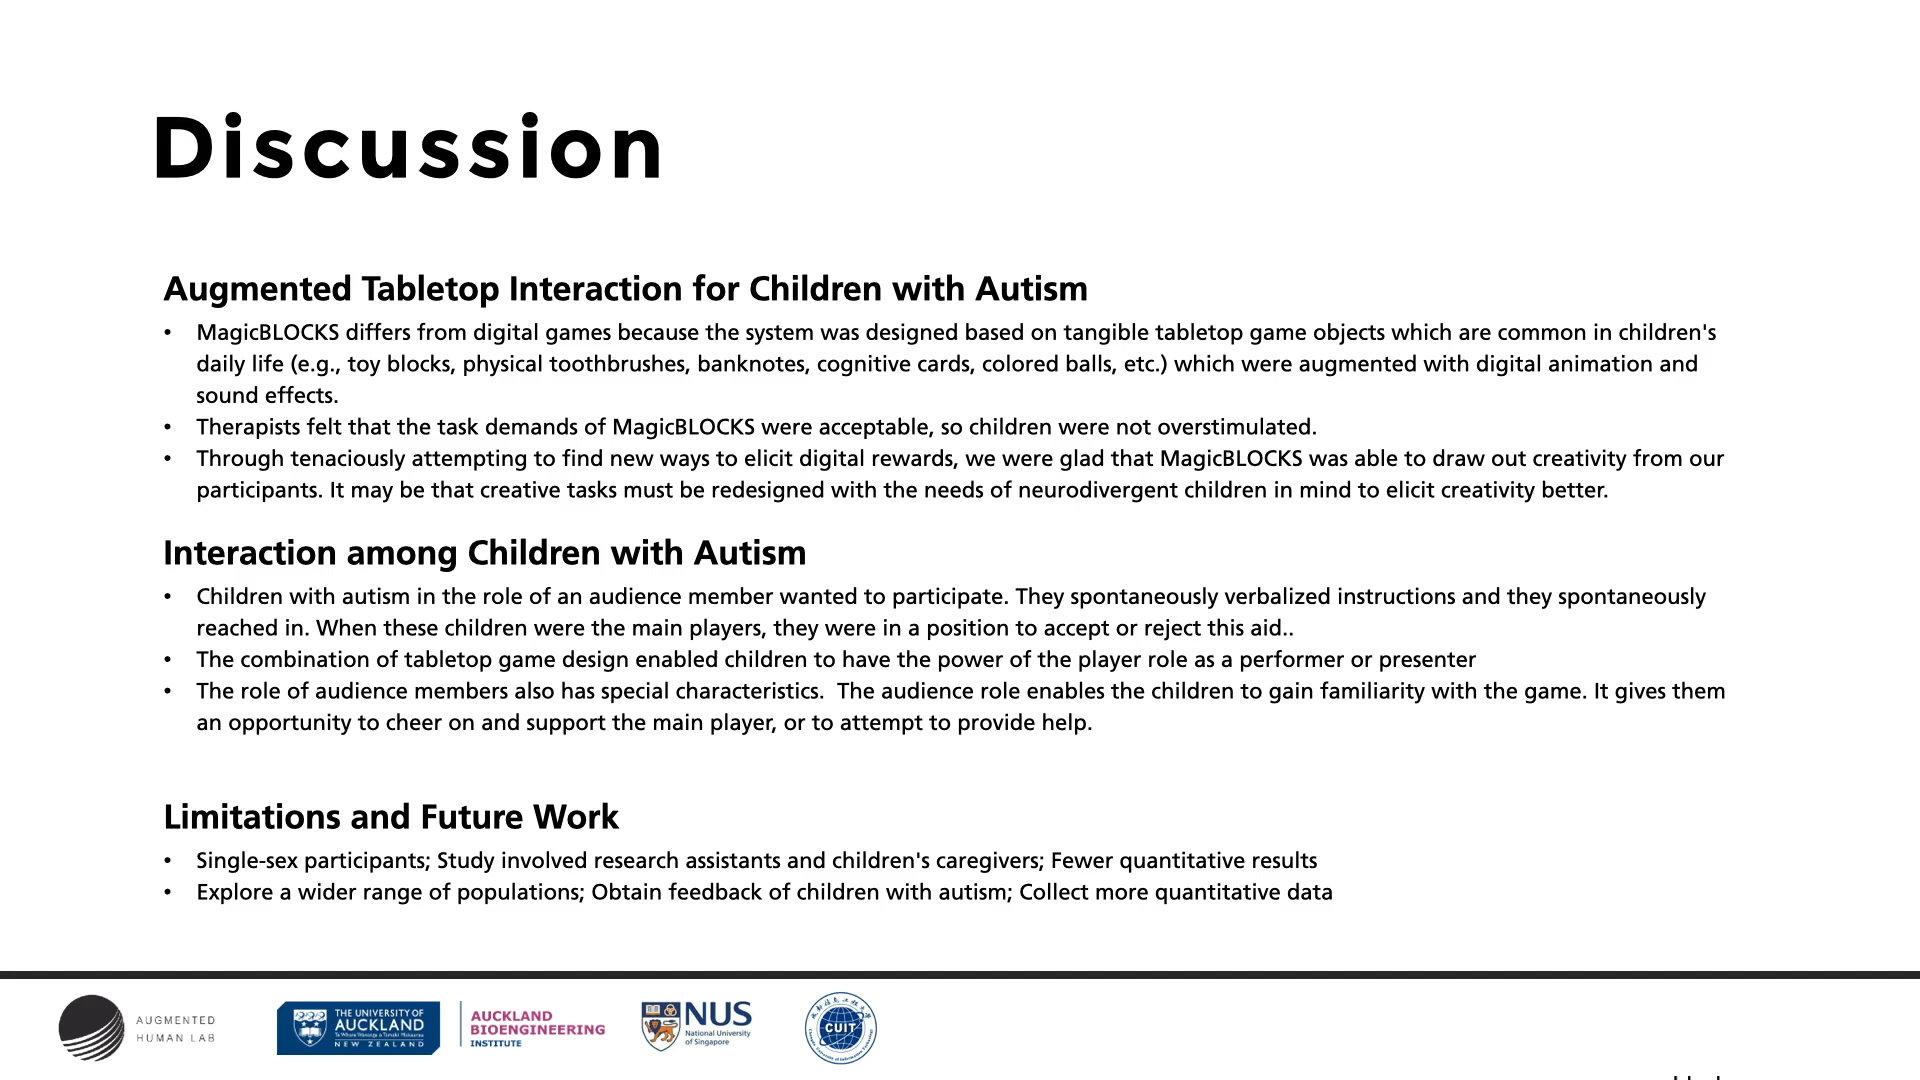 Discussion
Augmented Tabletop Interaction for Children with Autism
• MagicBLOCKS differs from digital games because the system was designed based on tangible tabletop game objects which are common in children's
daily life (e.g., toy blocks, physical toothbrushes, banknotes, cognitive cards, colored balls, etc.) which were augmented with digital animation and
sound effects.
• Therapists felt that the task demands of MagicBLOCKS were acceptable, so children were not overstimulated.
• Through tenaciously attempting to find new ways to elicit digital rewards, we were glad that MagicBLOCKS was able to draw out creativity from our
participants. It may be that creative tasks must be redesigned with the needs of neurodivergent children in mind to elicit creativity better.
Interaction among Children with Autism
• Children with autism in the role of an audience member wanted to participate. They spontaneously verbalized instructions and they spontaneously
reached in. When these children were the main players, they were in a position to accept or reject this aid..
• The combination of tabletop game design enabled children to have the power of the player role as a performer or presenter
• The role of audience members also has special characteristics.  The audience role enables the children to gain familiarity with the game. It gives them
an opportunity to cheer on and support the main player, or to attempt to provide help.
Limitations and Future Work
• Single-sex participants; Study involved research assistants and children's caregivers; Fewer quantitative results
• Explore a wider range of populations; Obtain feedback of children with autism; Collect more quantitative data
AUGMENTED
HUMAN LAB
THE UNIVERSITY OF
AUCKLAND
NEW ZEALAND
AUCKLAND
BIOENGINEERING
INSTITUTE
NUS
National University
of Singapore
CUIT